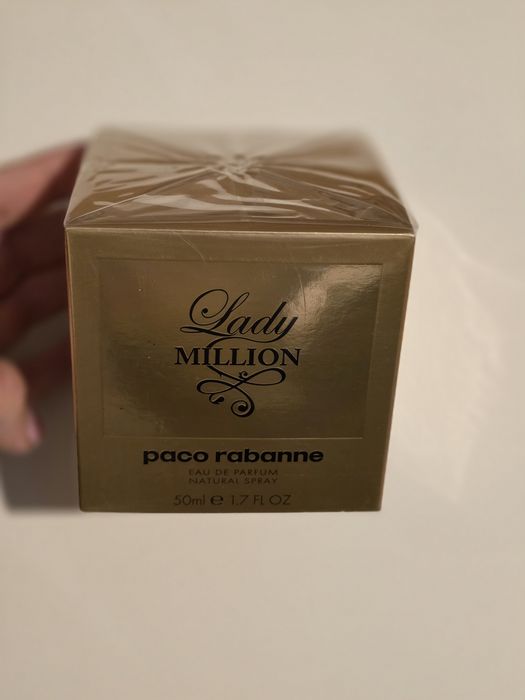 Lady
MILLION
paco rabanne
EAU DE PARFUM
NATURAL SPRAY
50ml ℮ 1.7 FL OZ